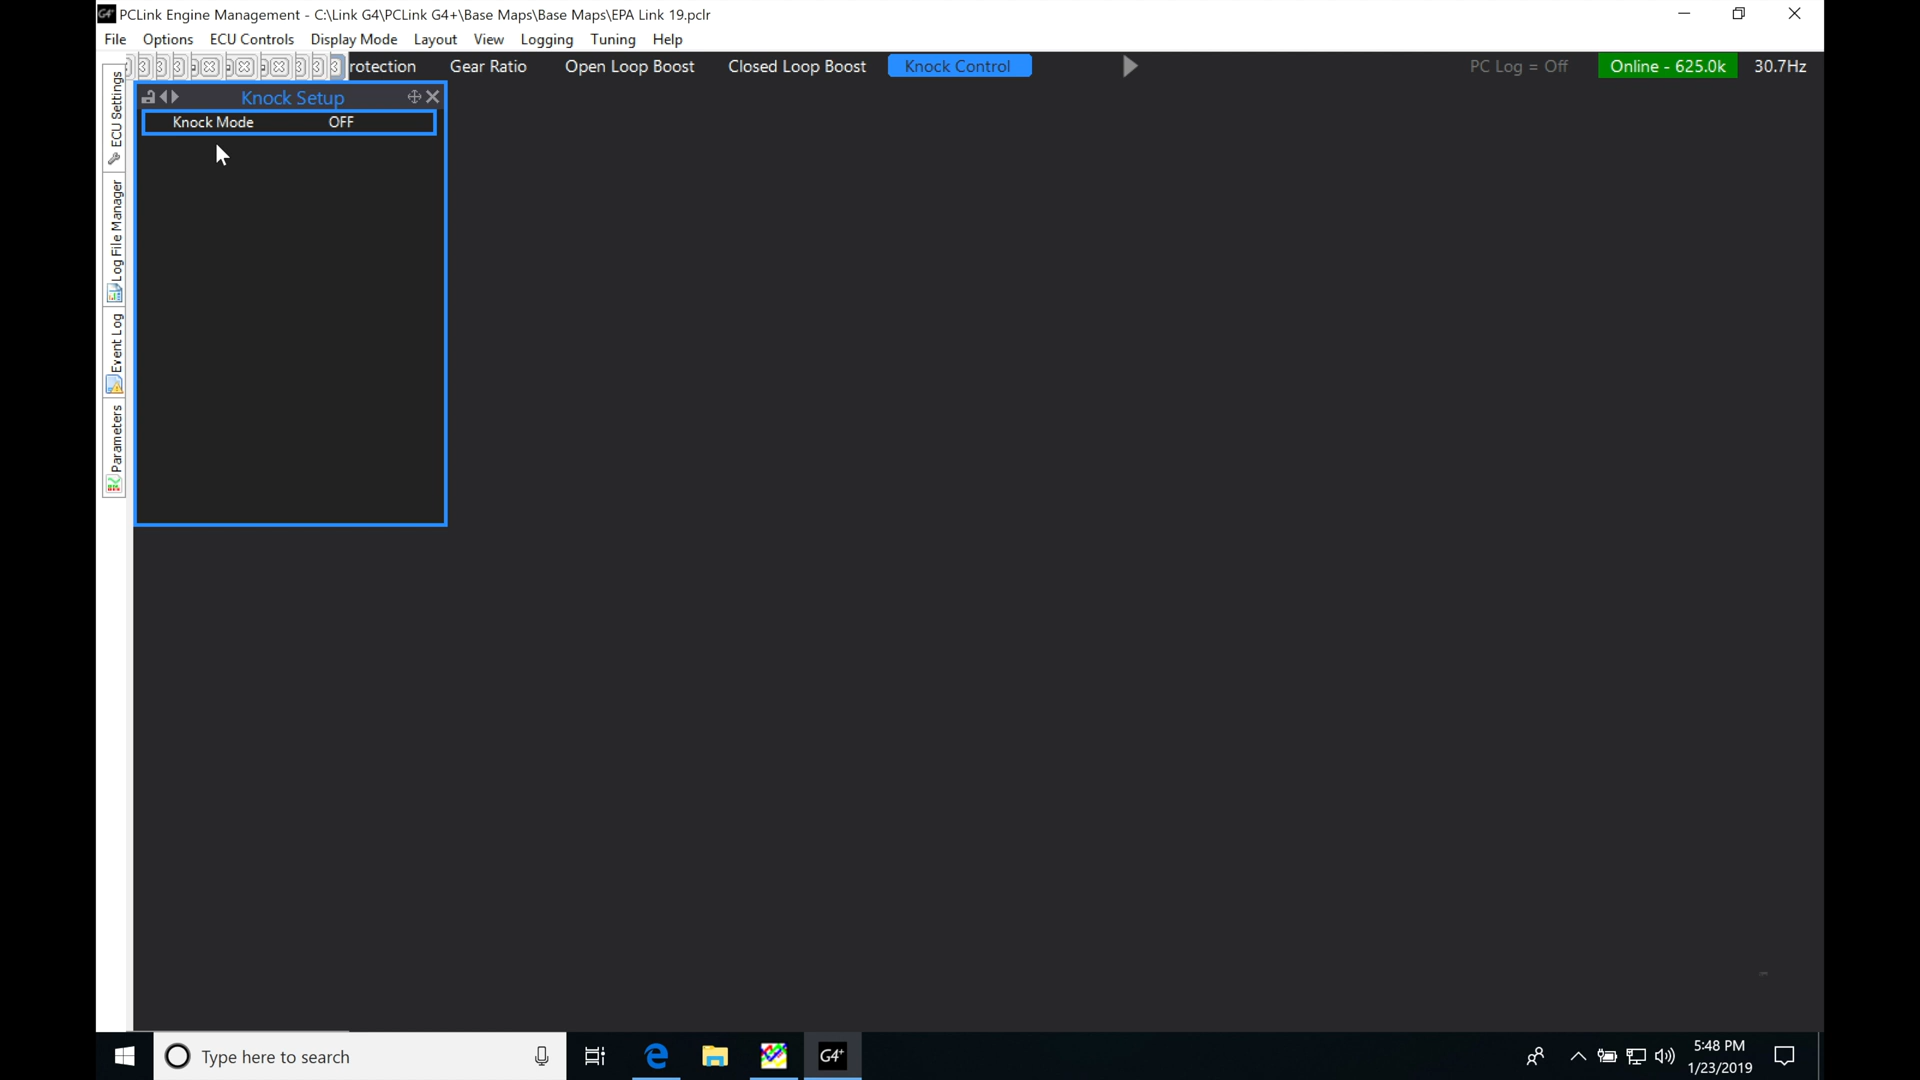 G4+ PCLink Engine Management - C:\Link G4\PCLink G4+\Base Maps\Base Maps\EPA Link 19.pclr
File Options ECU Controls Display Mode Layout View Logging Tuning Help
rotection Gear Ratio Open Loop Boost Closed Loop Boost Knock Control PC Log = Off Online - 625.0k 30.7Hz
Knock Setup
Knock Mode OFF
ECU Settings
Log File Manager
Event Log
Parameters
Type here to search
G4+
5:48 PM
1/23/2019